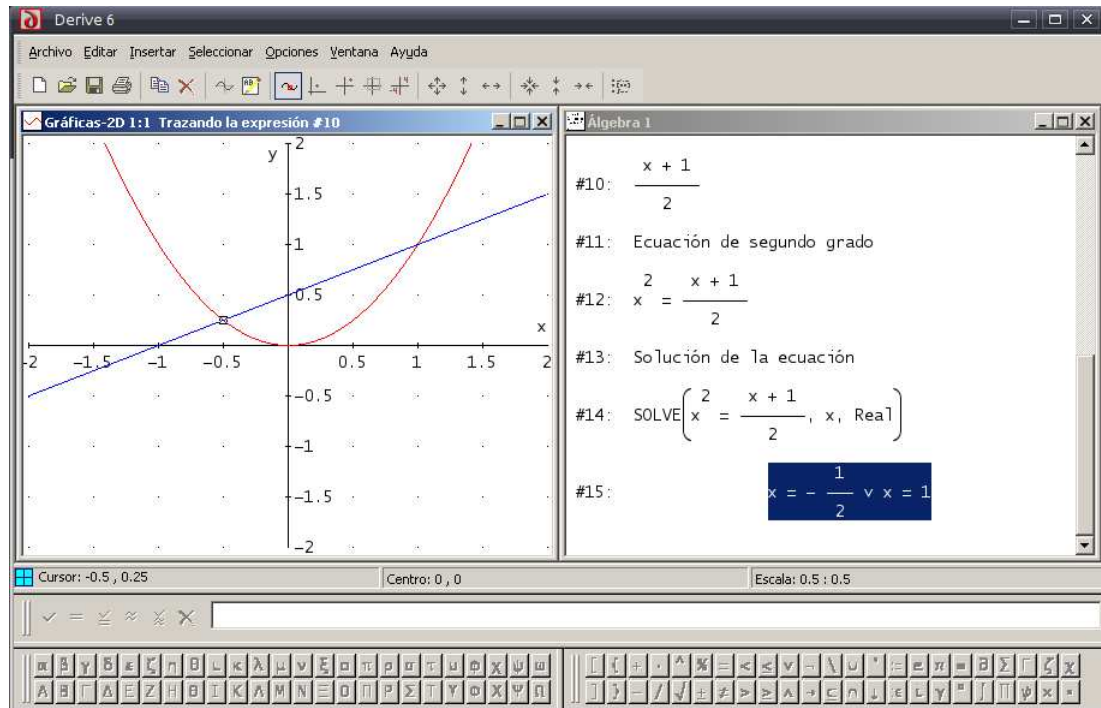 Derive 6
Archivo Editar Insertar Seleccionar Opciones Ventana Ayuda
Gráficas-2D 1:1 Trazando la expresión #10
y
2
1.5
1
0.5
x
-2 -1.5 -1 -0.5 0.5 1 1.5 2
-0.5
-1
-1.5
-2
Álgebra 1
#10: x + 1
2
#11: Ecuación de segundo grado
#12: x² = x + 1
2
#13: Solución de la ecuación
#14: SOLVE(x² = x + 1, x, Real)
2
#15: x = - 1 ∨ x = 1
2
Cursor: -0.5 , 0.25
Centro: 0 , 0
Escala: 0.5 : 0.5